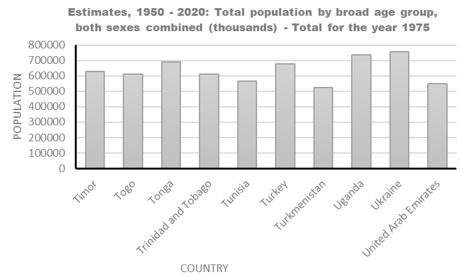 Estimates, 1950 - 2020: Total population by broad age group,
both sexes combined (thousands) - Total for the year 1975
800000
700000
600000
500000
400000
300000
200000
100000
0
POPULATION
Timor
Togo
Tonga
Trinidad and Tobago
Tunisia
Turkey
Turkmenistan
Uganda
Ukraine
United Arab Emirates
COUNTRY